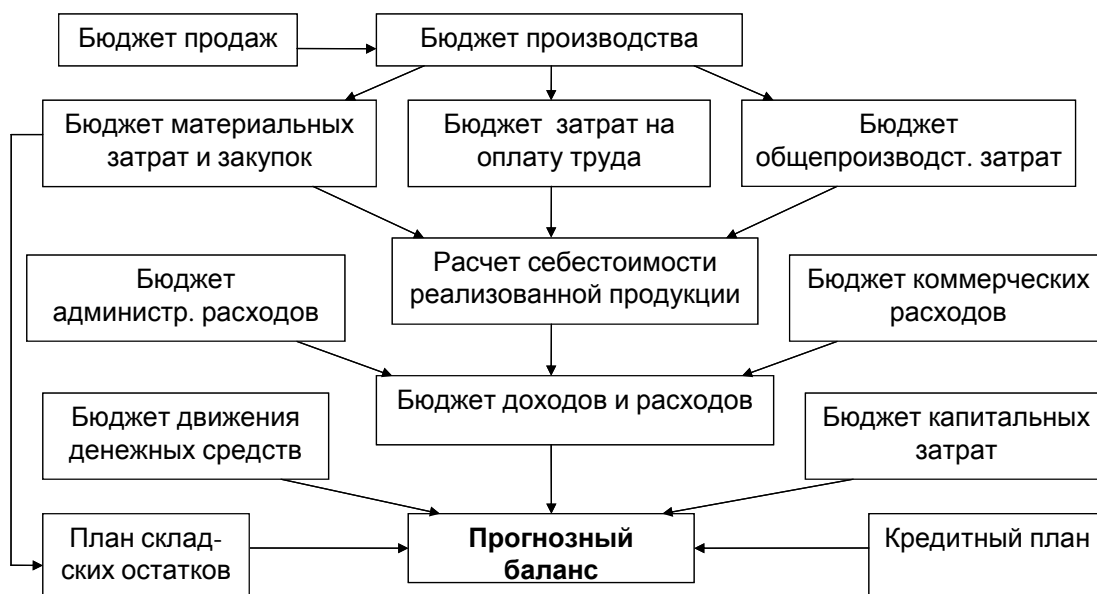 Бюджет продаж
Бюджет производства
Бюджет материальных
затрат и закупок
Бюджет затрат на
оплату труда
Бюджет
общепроизводст. затрат
Бюджет
администр. расходов
Расчет себестоимости
реализованной продукции
Бюджет коммерческих
расходов
Бюджет движения
денежных средств
Бюджет доходов и расходов
Бюджет капитальных
затрат
План склад-
ских остатков
Прогнозный
баланс
Кредитный план